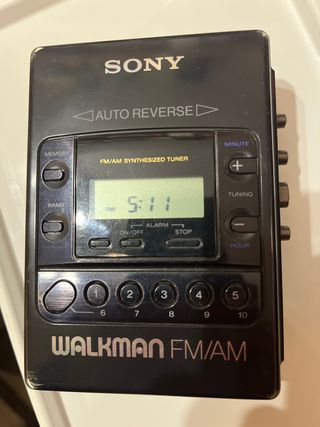 SONY
◁AUTO REVERSE▷
MEMORY
FM/AM SYNTHESIZED TUNER
MINUTE
+
BAND
5:11
TUNING
ALARM
ON/OFF
STOP
−
HOUR
1 2 3 4 5
6 7 8 9 10
WALKMAN FM/AM